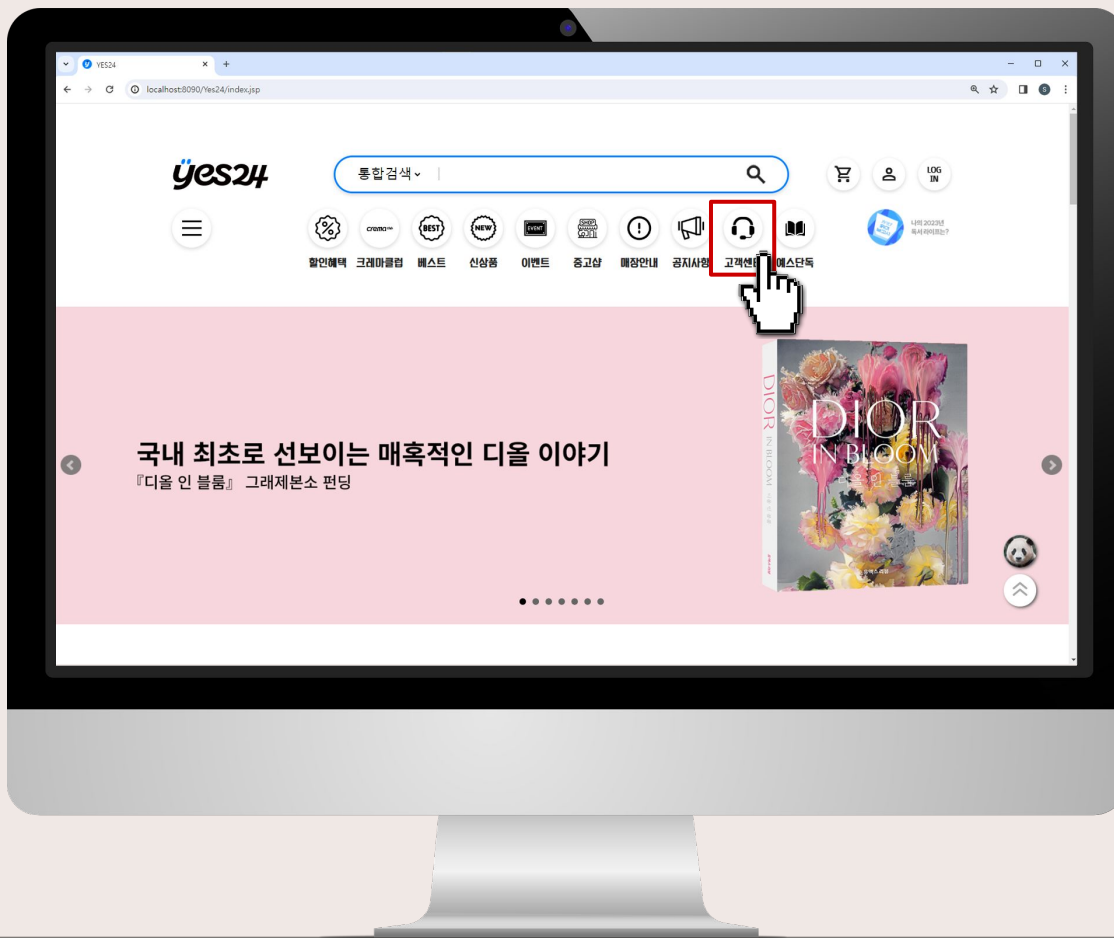 YES24
localhost:8090/Yes24/index.jsp
S
yes24
통합검색
LOG
IN
crema
BEST
NEW
EVENT
SHOP
할인혜택 크레마클럽 베스트 신상품 이벤트 중고샵 매장안내 공지사항 고객센터 예스단독
나의 2023년
독서 라이프는?
국내 최초로 선보이는 매혹적인 디올 이야기
『디올 인 블룸』 그래제본소 펀딩
DIOR
IN BLOOM
DIOR
IN BLOOM
디올 인 블룸